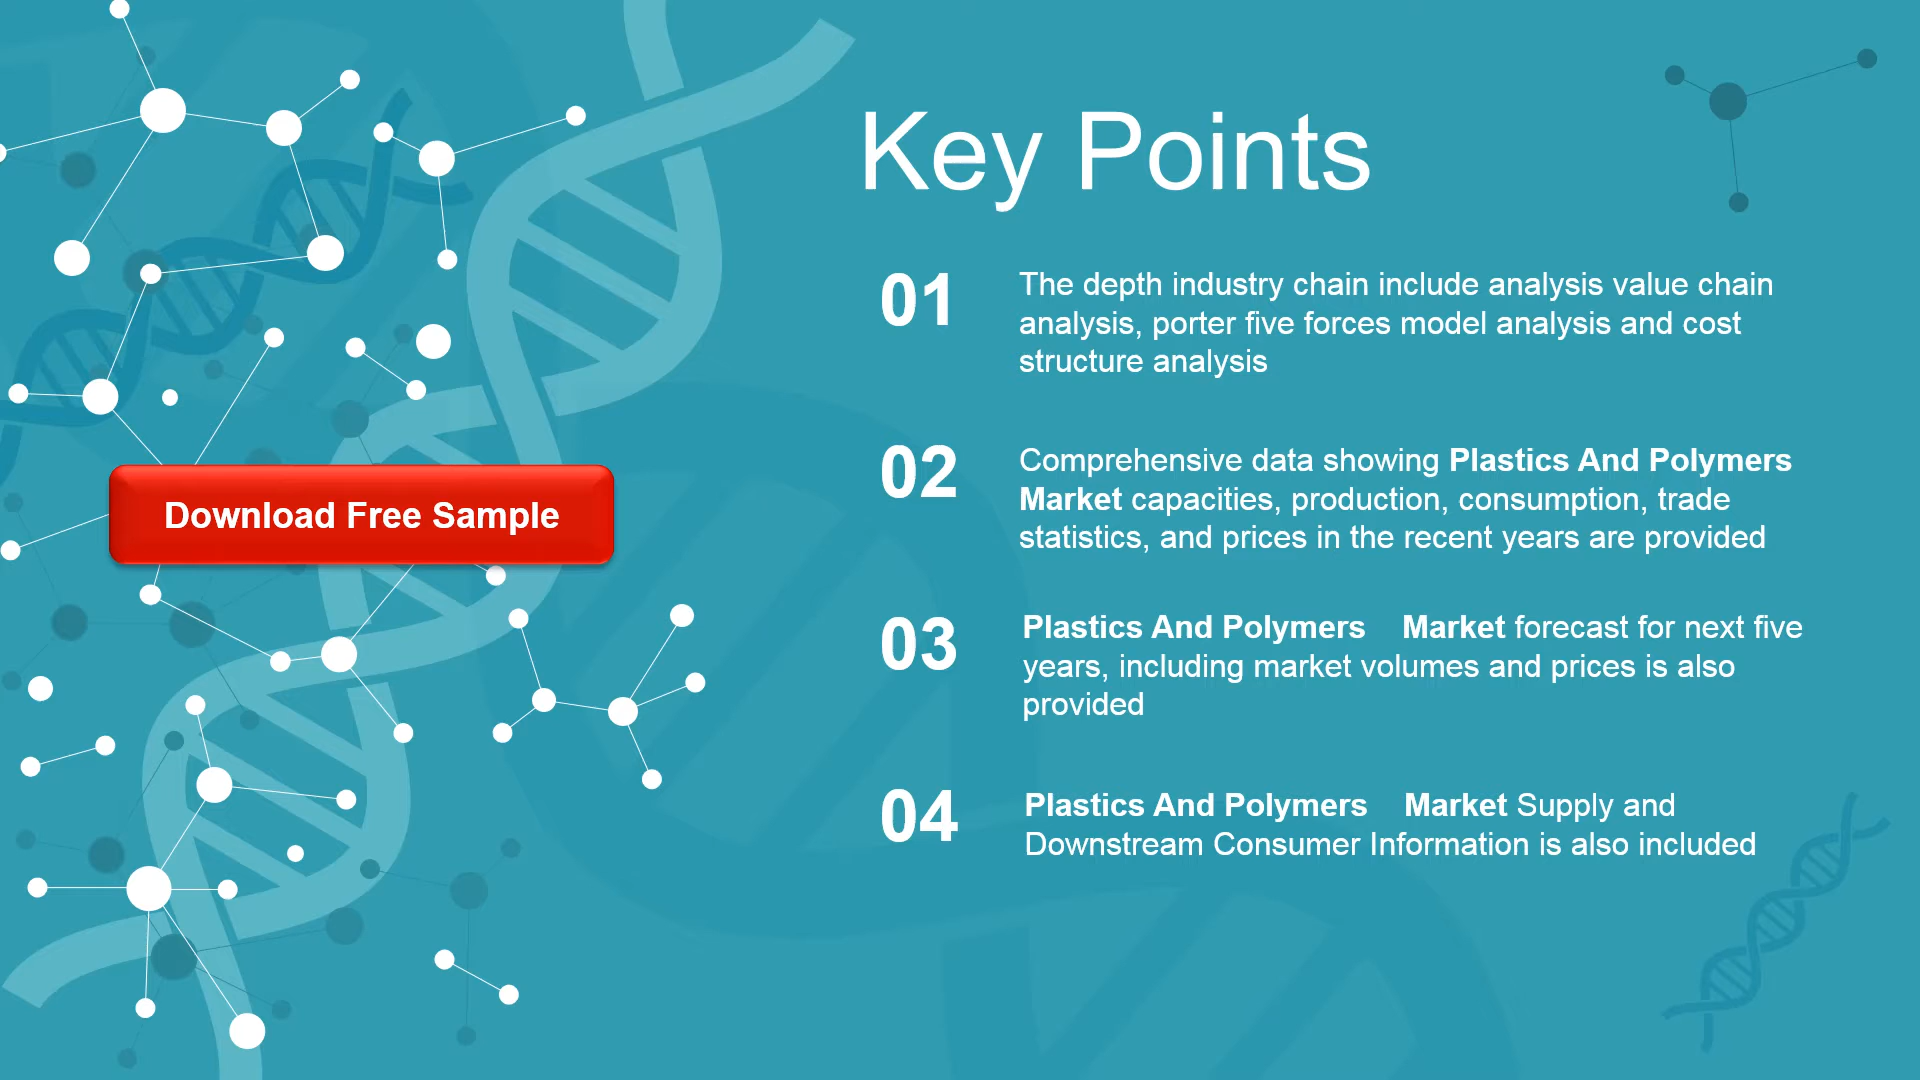 Key Points
01
The depth industry chain include analysis value chain
analysis, porter five forces model analysis and cost
structure analysis
02
Comprehensive data showing Plastics And Polymers
Market capacities, production, consumption, trade
statistics, and prices in the recent years are provided
03
Plastics And Polymers Market forecast for next five
years, including market volumes and prices is also
provided
04
Plastics And Polymers Market Supply and
Downstream Consumer Information is also included
Download Free Sample